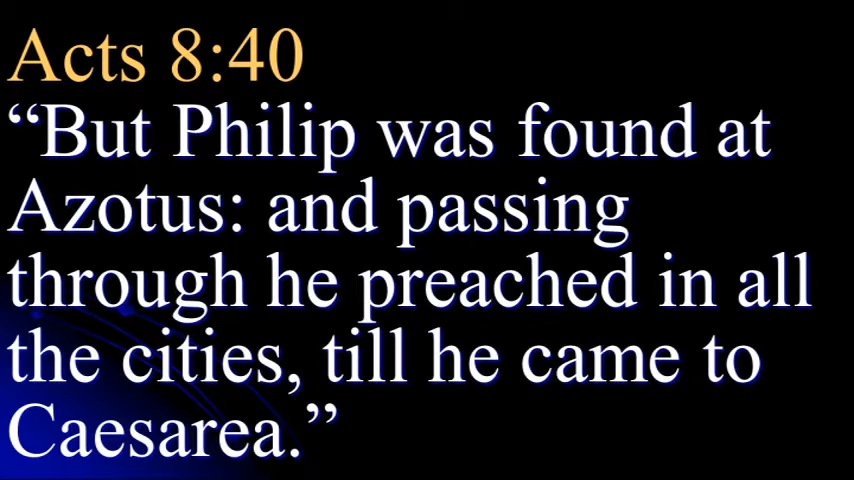 Acts 8:40
“But Philip was found at
Azotus: and passing
through he preached in all
the cities, till he came to
Caesarea.”